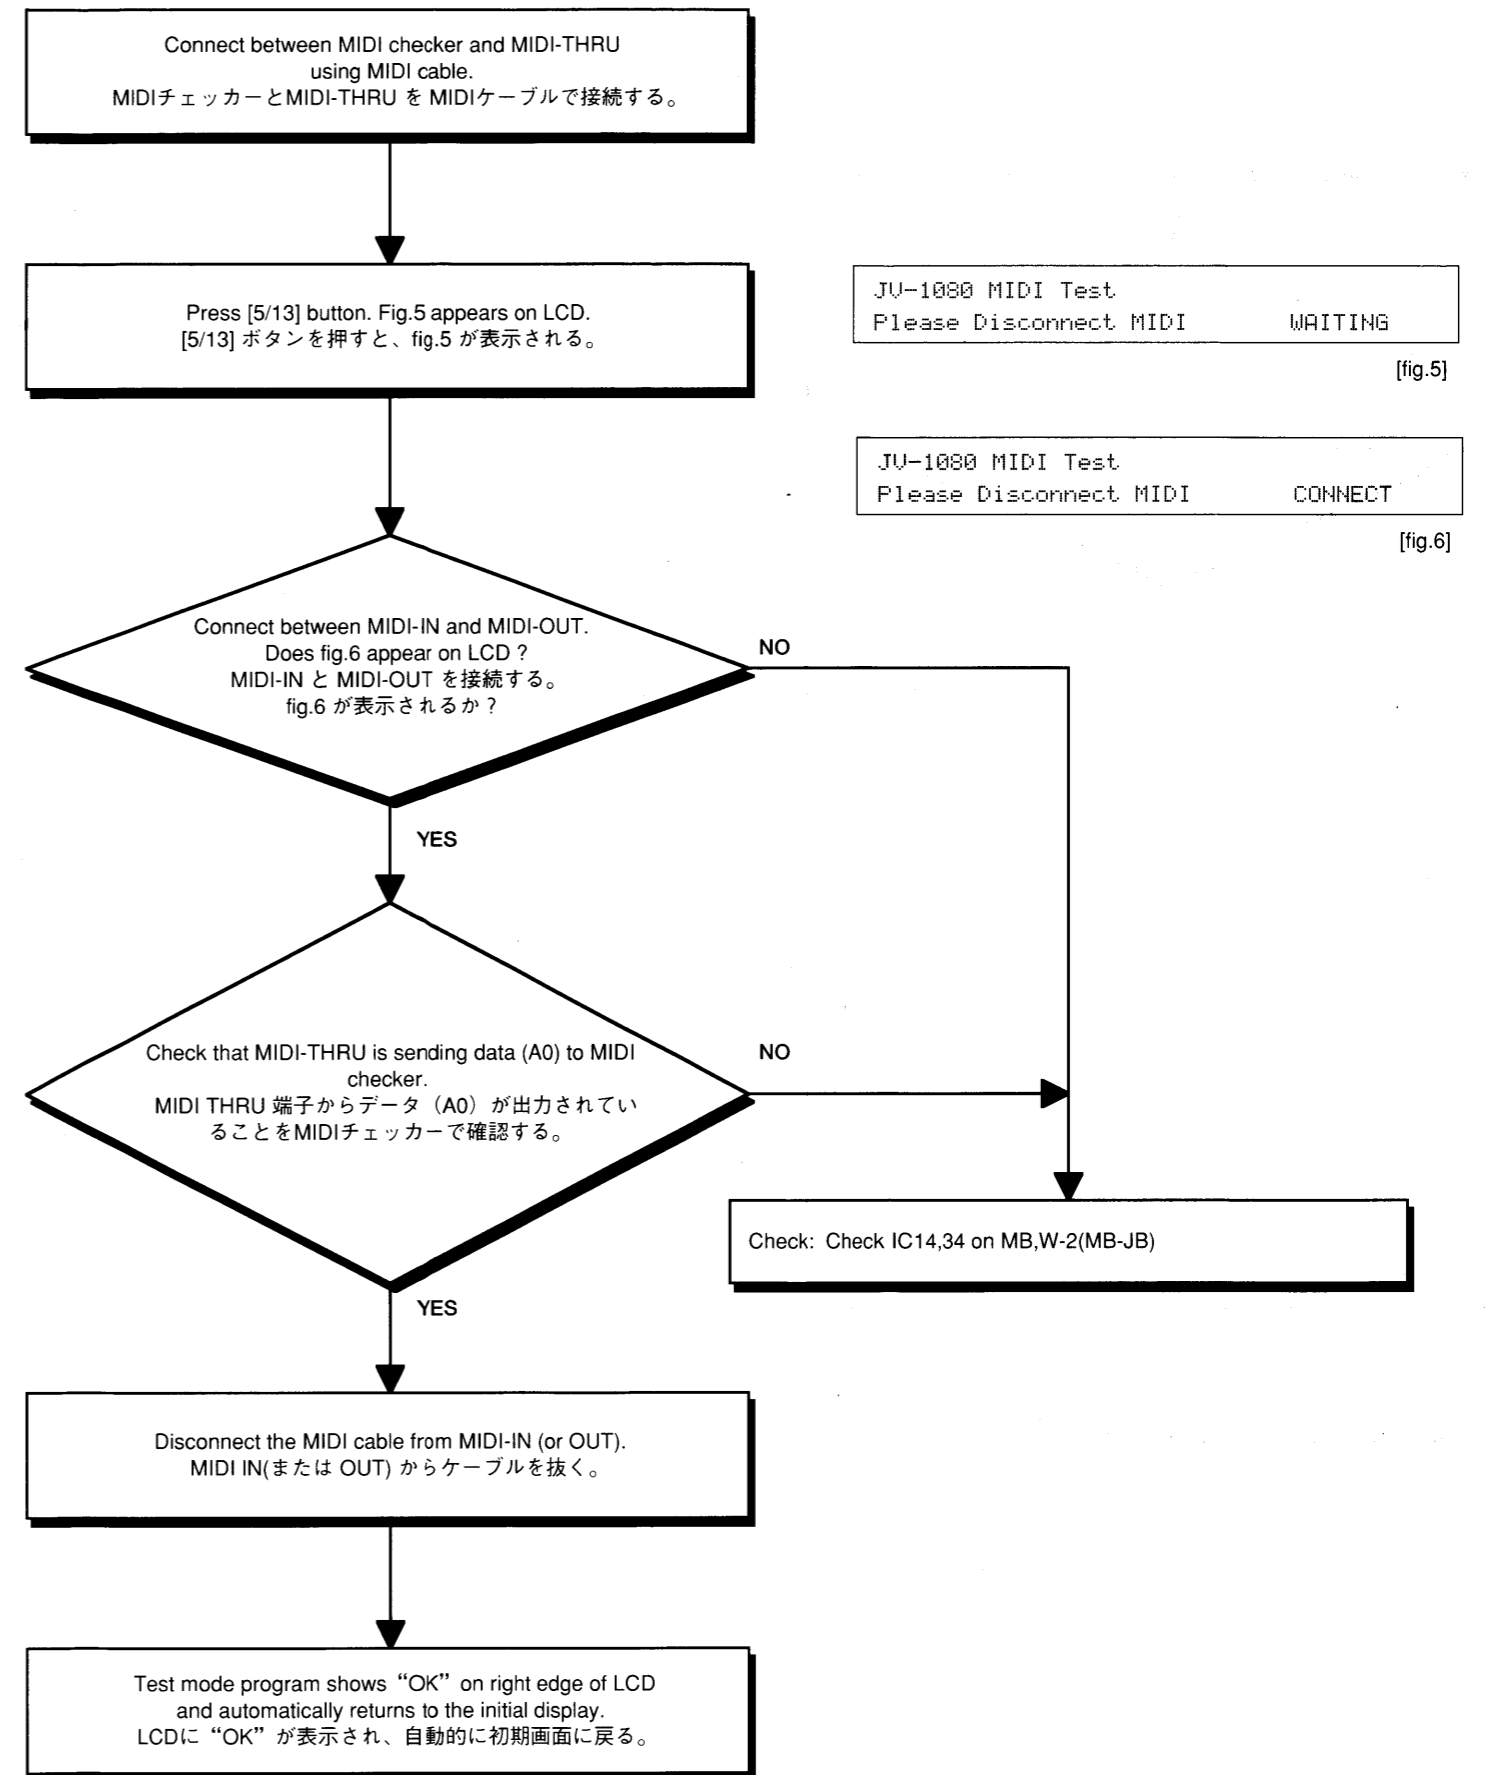 Connect between MIDI checker and MIDI-THRU
using MIDI cable.
MIDIチェッカーとMIDI-THRU を MIDIケーブルで接続する。
Press [5/13] button. Fig.5 appears on LCD.
[5/13] ボタンを押すと、fig.5 が表示される。
JV-1080 MIDI Test
Please Disconnect MIDI WAITING
[fig.5]
JV-1080 MIDI Test
Please Disconnect MIDI CONNECT
[fig.6]
Connect between MIDI-IN and MIDI-OUT.
Does fig.6 appear on LCD ?
MIDI-IN と MIDI-OUT を接続する。
fig.6 が表示されるか ?
NO
YES
Check that MIDI-THRU is sending data (A0) to MIDI
checker.
MIDI THRU 端子からデータ（A0）が出力されてい
ることをMIDIチェッカーで確認する。
NO
YES
Check: Check IC14,34 on MB,W-2(MB-JB)
Disconnect the MIDI cable from MIDI-IN (or OUT).
MIDI IN(または OUT) からケーブルを抜く。
Test mode program shows “OK” on right edge of LCD
and automatically returns to the initial display.
LCDに “OK” が表示され、自動的に初期画面に戻る。